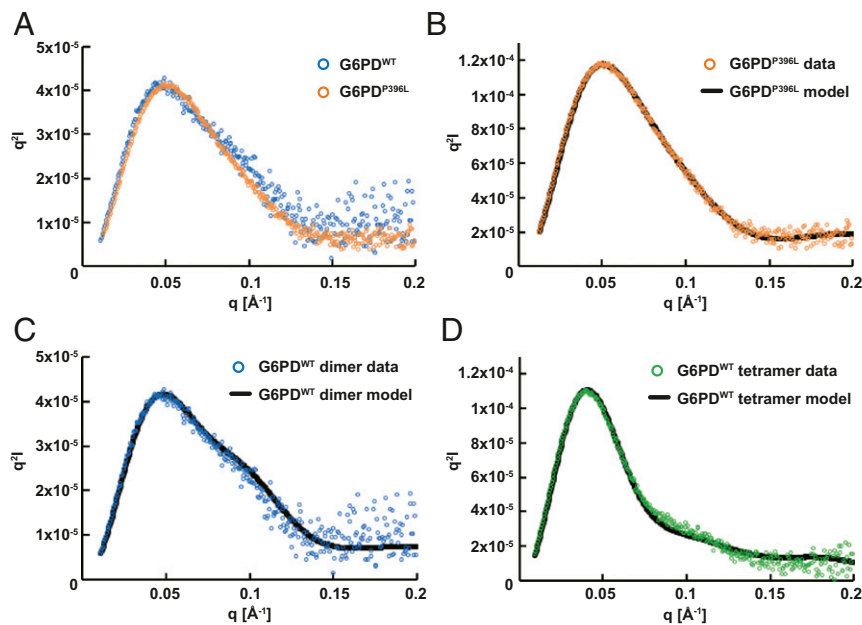 A
5x10⁻⁵
4x10⁻⁵
3x10⁻⁵
2x10⁻⁵
1x10⁻⁵
0
q²I
0.05
0.1
0.15
0.2
q [Å⁻¹]
G6PDᵂᵀ
G6PDᴾ³⁹⁶ᴸ
B
1.2x10⁻⁴
1x10⁻⁴
8x10⁻⁵
6x10⁻⁵
4x10⁻⁵
2x10⁻⁵
0
q²I
0.05
0.1
0.15
0.2
q [Å⁻¹]
G6PDᴾ³⁹⁶ᴸ data
G6PDᴾ³⁹⁶ᴸ model
C
5x10⁻⁵
4x10⁻⁵
3x10⁻⁵
2x10⁻⁵
1x10⁻⁵
0
q²I
0.05
0.1
0.15
0.2
q [Å⁻¹]
G6PDᵂᵀ dimer data
G6PDᵂᵀ dimer model
D
1.2x10⁻⁴
1x10⁻⁴
8x10⁻⁵
6x10⁻⁵
4x10⁻⁵
2x10⁻⁵
0
q²I
0.05
0.1
0.15
0.2
q [Å⁻¹]
G6PDᵂᵀ tetramer data
G6PDᵂᵀ tetramer model